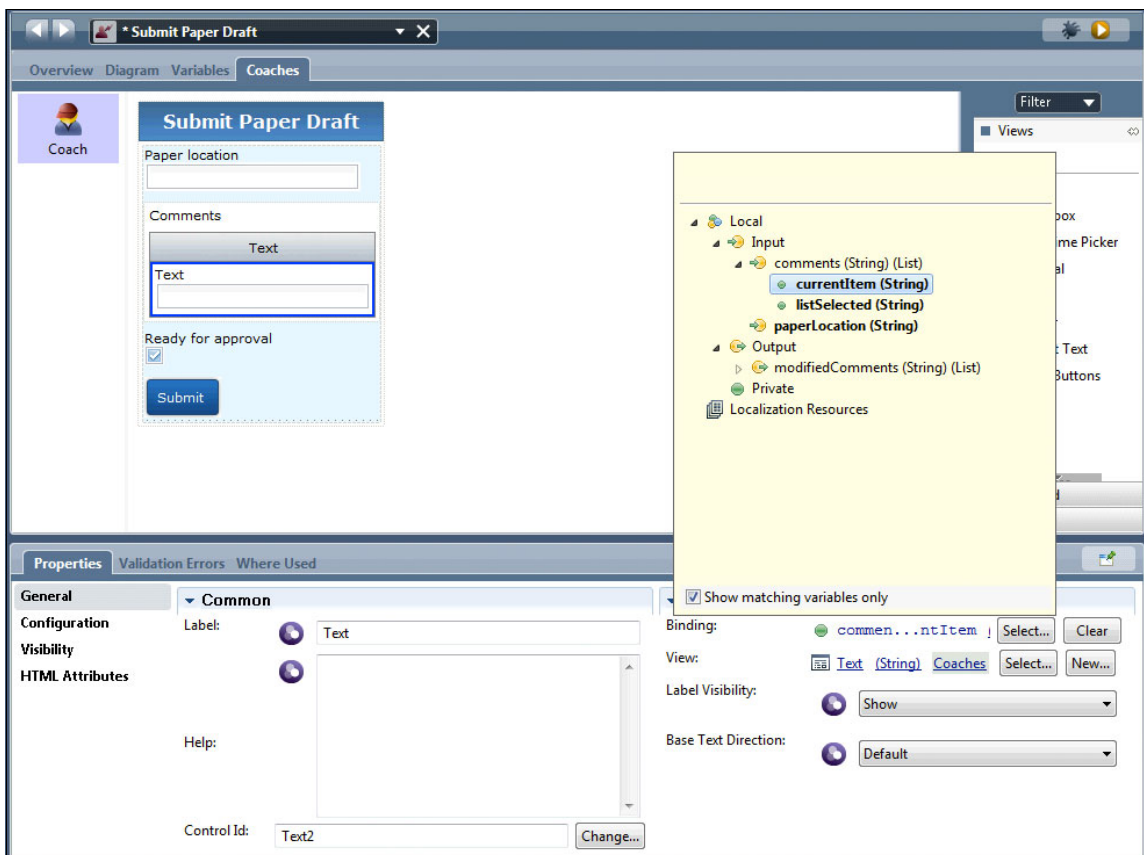 * Submit Paper Draft
Overview Diagram Variables Coaches
Coach
Submit Paper Draft
Paper location
Comments
Text
Text
Ready for approval
Submit
Filter
Views
Local
Input
comments (String) (List)
currentItem (String)
listSelected (String)
paperLocation (String)
Output
modifiedComments (String) (List)
Private
Localization Resources
Show matching variables only
Picker
Text
Buttons
Properties Validation Errors Where Used
General
Configuration
Visibility
HTML Attributes
Common
Label:
Text
Help:
Control Id:
Text2
Change...
Binding:
commen...ntItem
Select...
Clear
View:
Text (String) Coaches
Select...
New...
Label Visibility:
Show
Base Text Direction:
Default